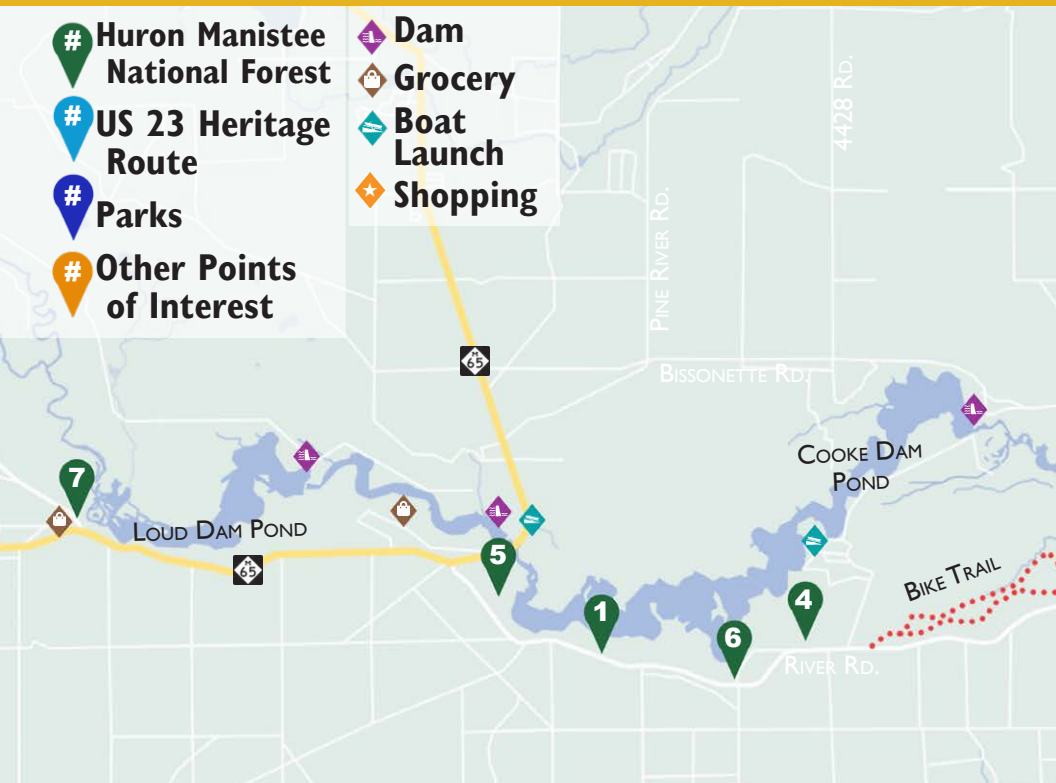 # Huron Manistee
National Forest
# US 23 Heritage
Route
# Parks
# Other Points
of Interest
Dam
Grocery
Boat
Launch
Shopping
4428 RD.
PINE RIVER RD.
M
65
BISSONETTE RD.
COOKE DAM
POND
7
LOUD DAM POND
M
65
5
1
6
4
BIKE TRAIL
RIVER RD.